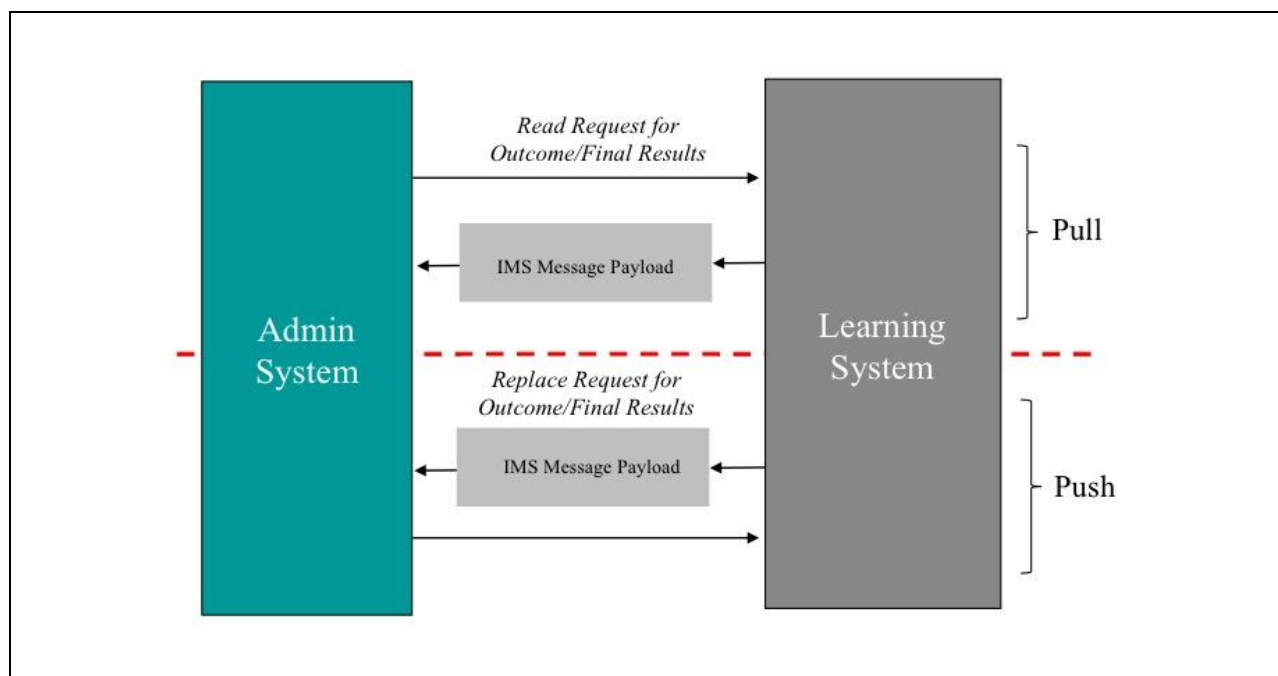 Read Request for
Outcome/Final Results
IMS Message Payload
Pull
Admin
System
Learning
System
Replace Request for
Outcome/Final Results
IMS Message Payload
Push